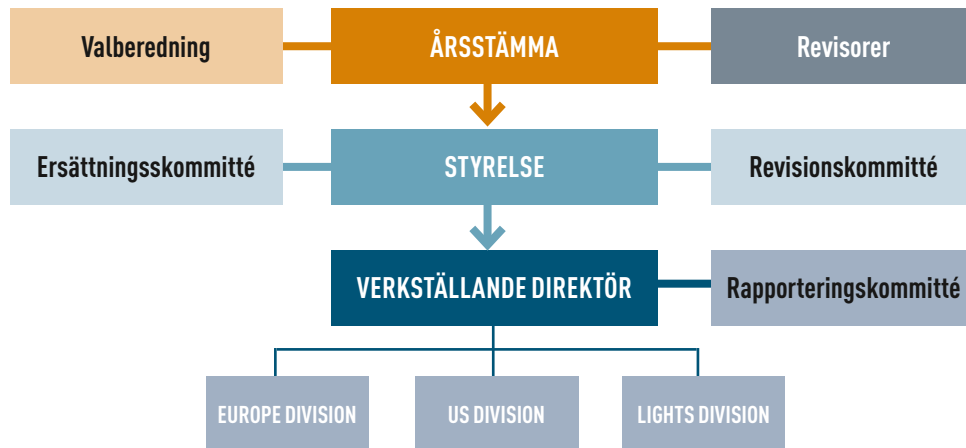 Valberedning
ÅRSSTÄMMA
Revisorer
Ersättningsskommitté
STYRELSE
Revisionskommitté
VERKSTÄLLANDE DIREKTÖR
Rapporteringskommitté
EUROPE DIVISION
US DIVISION
LIGHTS DIVISION